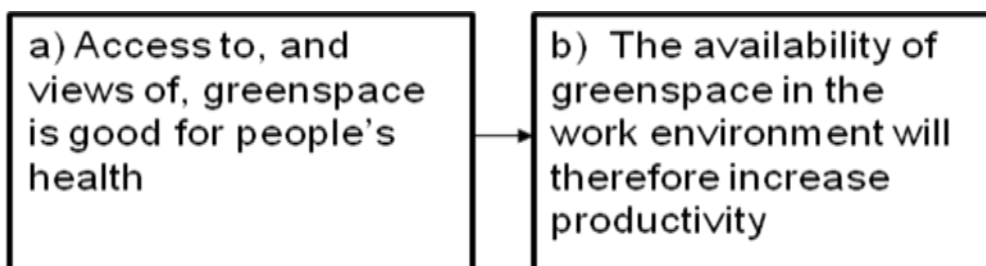 a) Access to, and
views of, greenspace
is good for people's
health
b) The availability of
greenspace in the
work environment will
therefore increase
productivity